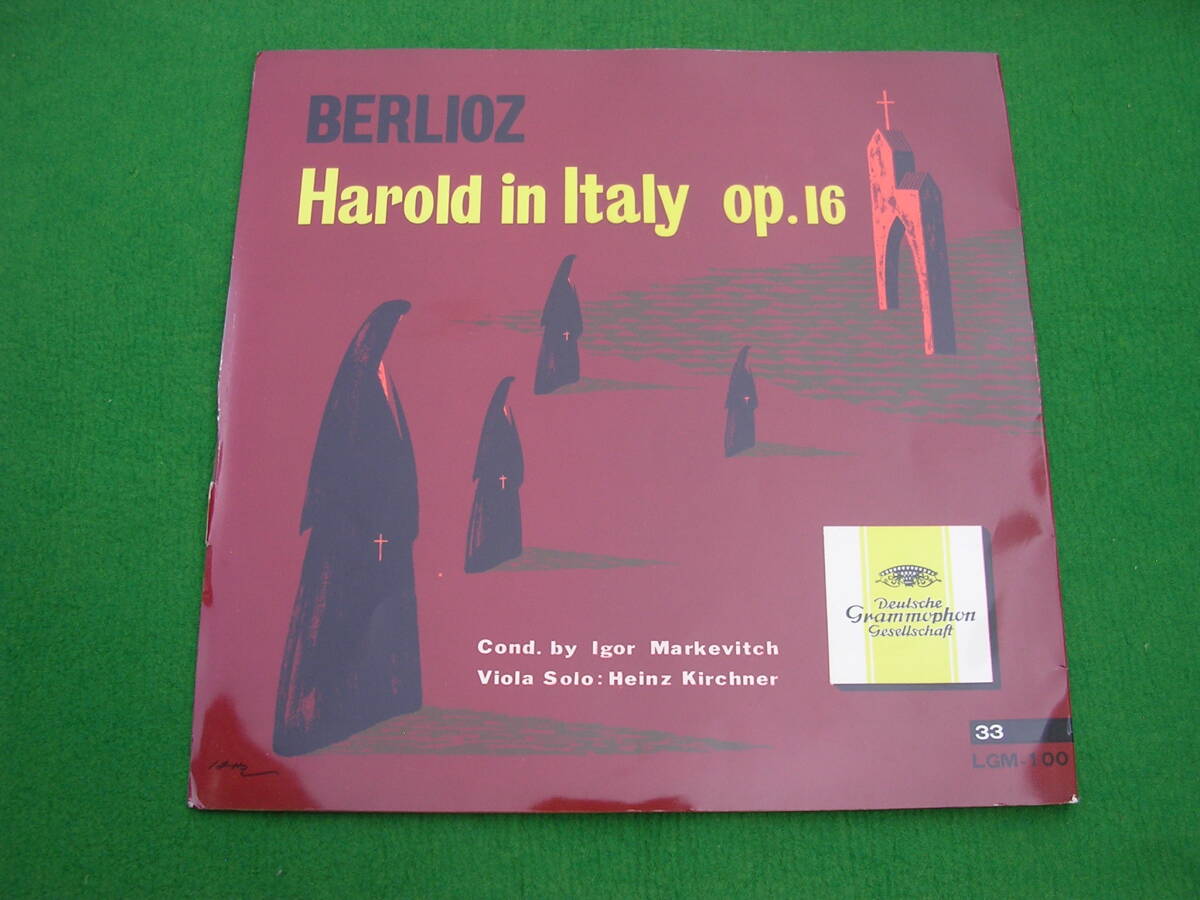 BERLIOZ
Harold in Italy op.16
Cond. by Igor Markevitch
Viola Solo: Heinz Kirchner
Deutsche
Grammophon
Gesellschaft
33
LGM-100